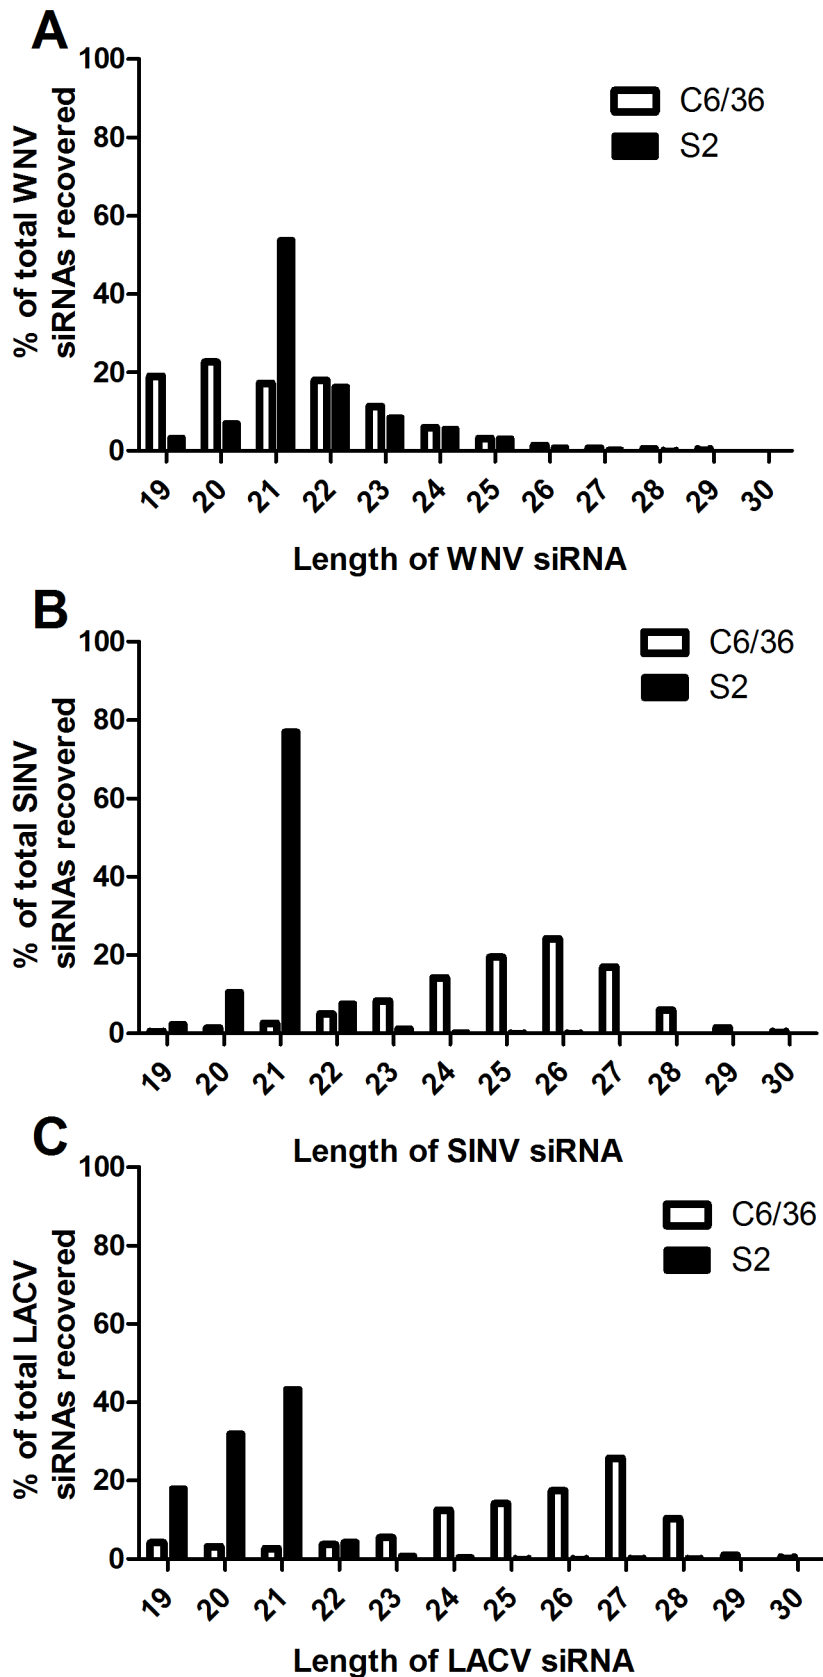 A
100
80
60
40
20
0
% of total WNV
siRNAs recovered
C6/36
S2
19 20 21 22 23 24 25 26 27 28 29 30
Length of WNV siRNA
B
100
80
60
40
20
0
% of total SINV
siRNAs recovered
C6/36
S2
19 20 21 22 23 24 25 26 27 28 29 30
Length of SINV siRNA
C
100
80
60
40
20
0
% of total LACV
siRNAs recovered
C6/36
S2
19 20 21 22 23 24 25 26 27 28 29 30
Length of LACV siRNA